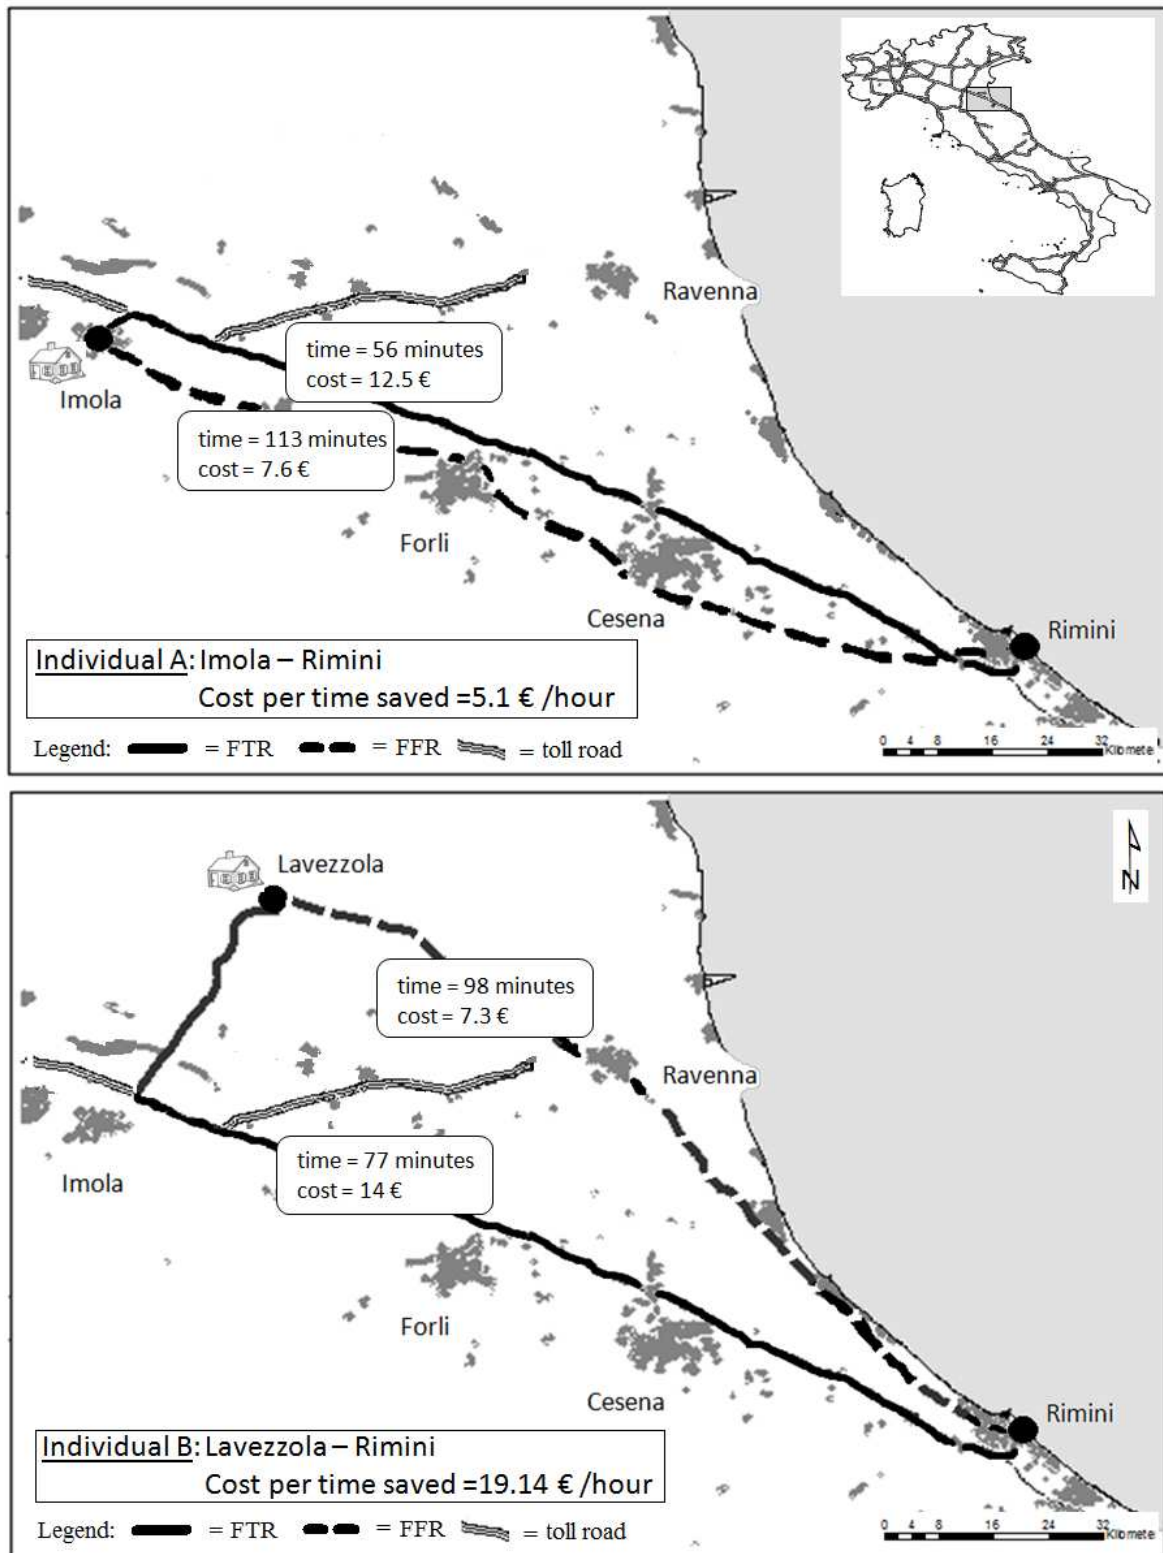 Ravenna
time = 56 minutes
cost = 12.5 €
Imola
time = 113 minutes
cost = 7.6 €
Forli
Cesena
Rimini
Individual A: Imola – Rimini
Cost per time saved =5.1 € /hour
Legend: = FTR = FFR = toll road
0 4 8 16 24 32 Kilomete
Lavezzola
N
time = 98 minutes
cost = 7.3 €
Ravenna
time = 77 minutes
cost = 14 €
Imola
Forli
Cesena
Rimini
Individual B: Lavezzola – Rimini
Cost per time saved =19.14 € /hour
Legend: = FTR = FFR = toll road
0 4 8 16 24 32 Kilomete